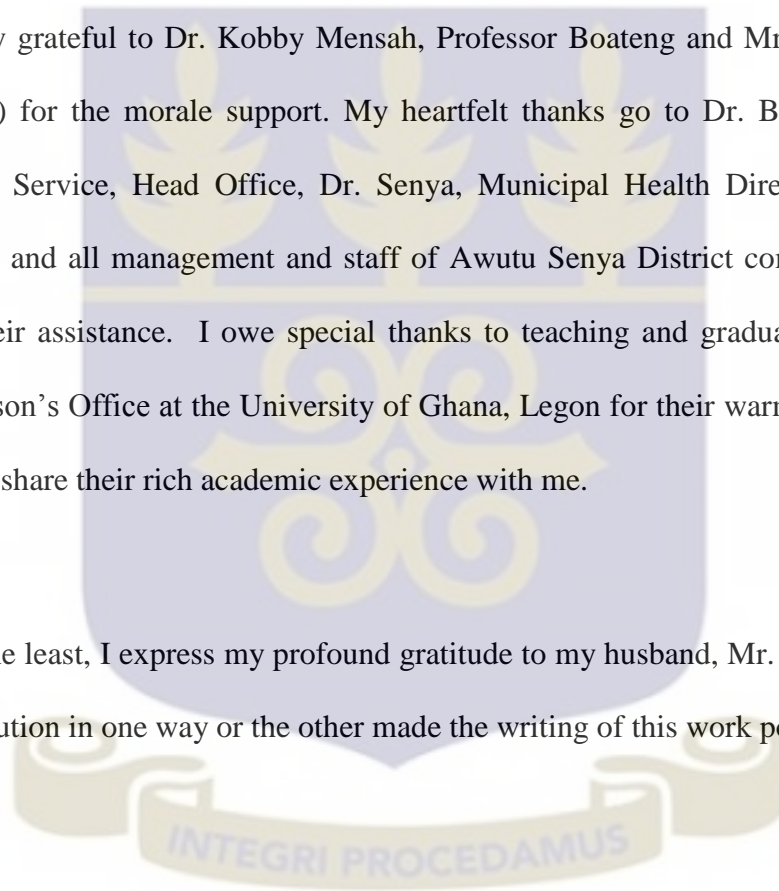 y grateful to Dr. Kobby Mensah, Professor Boateng and Mr
) for the morale support. My heartfelt thanks go to Dr. B
Service, Head Office, Dr. Senya, Municipal Health Dire
and all management and staff of Awutu Senya District co
eir assistance. I owe special thanks to teaching and gradua
son’s Office at the University of Ghana, Legon for their warm
share their rich academic experience with me.
e least, I express my profound gratitude to my husband, Mr.
ution in one way or the other made the writing of this work po
INTEGRI PROCEDAMUS